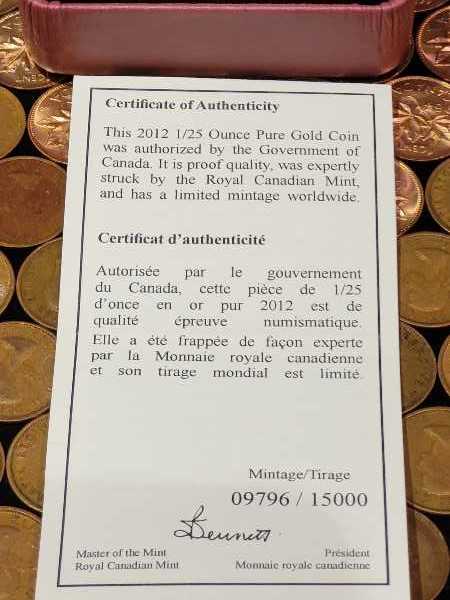 Certificate of Authenticity
This 2012 1/25 Ounce Pure Gold Coin
was authorized by the Government of
Canada. It is proof quality, was expertly
struck by the Royal Canadian Mint,
and has a limited mintage worldwide.
Certificat d'authenticité
Autorisée par le gouvernement
du Canada, cette pièce de 1/25
d'once en or pur 2012 est de
qualité épreuve numismatique.
Elle a été frappée de façon experte
par la Monnaie royale canadienne
et son tirage mondial est limité.
Mintage/Tirage
09796 / 15000
Bennett
Master of the Mint
Royal Canadian Mint
Président
Monnaie royale canadienne